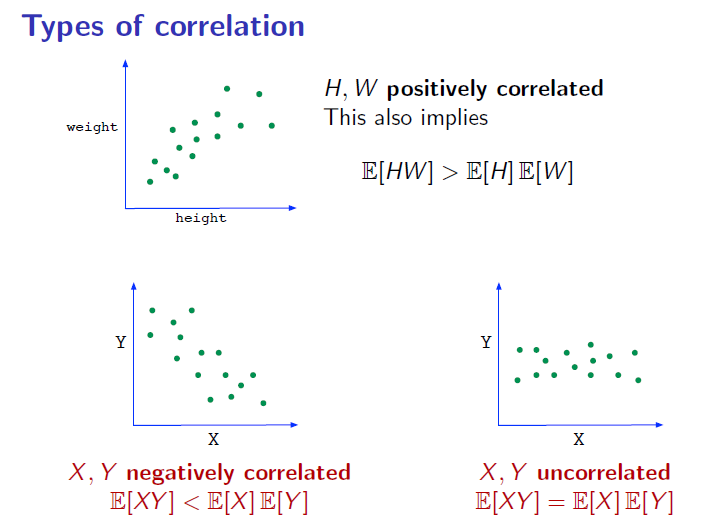 Types of correlation
weight
height
H, W positively correlated
This also implies
𝔼[HW] > 𝔼[H] 𝔼[W]
Y
X
X, Y negatively correlated
𝔼[XY] < 𝔼[X] 𝔼[Y]
Y
X
X, Y uncorrelated
𝔼[XY] = 𝔼[X] 𝔼[Y]